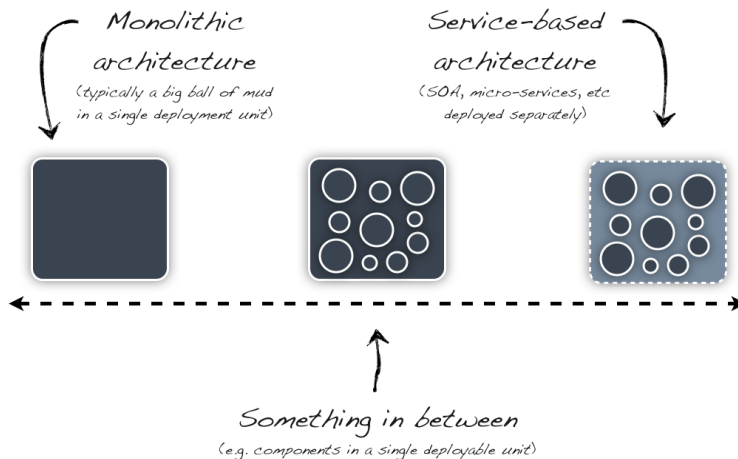 Monolithic
architecture
(typically a big ball of mud
in a single deployment unit)
Service-based
architecture
(SOA, micro-services, etc
deployed separately)
Something in between
(e.g. components in a single deployable unit)